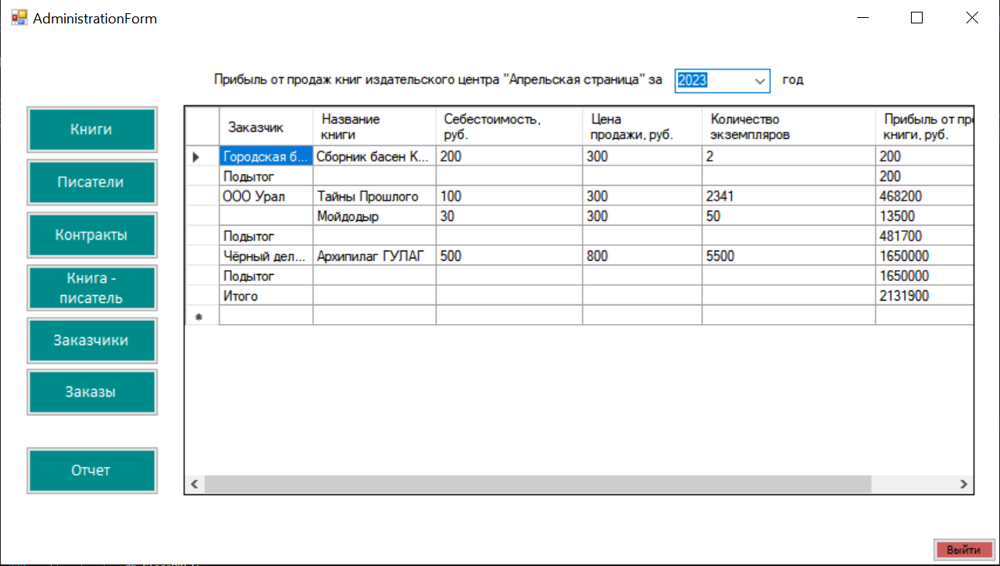 AdministrationForm
Прибыль от продаж книг издательского центра "Апрельская страница" за 2023 год
Книги
Писатели
Контракты
Книга -
писатель
Заказчики
Заказы
Отчет
Заказчик Название книги Себестоимость, руб. Цена продажи, руб. Количество экземпляров Прибыль от пр книги, руб.
Городская б... Сборник басен К... 200 300 2 200
Подытог 200
ООО Урал Тайны Прошлого 100 300 2341 468200
Мойдодыр 30 300 50 13500
Подытог 481700
Чёрный дел... Архипилаг ГУЛАГ 500 800 5500 1650000
Подытог 1650000
Итого 2131900
Выйти